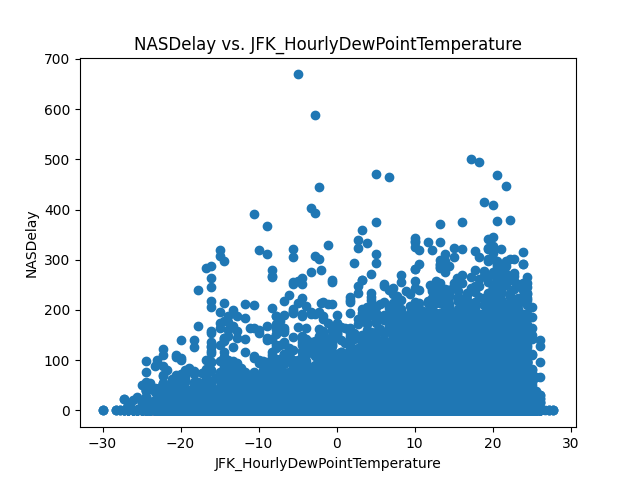 NASDelay vs. JFK_HourlyDewPointTemperature
700
600
500
400
300
200
100
0
NASDelay
−30 −20 −10 0 10 20 30
JFK_HourlyDewPointTemperature